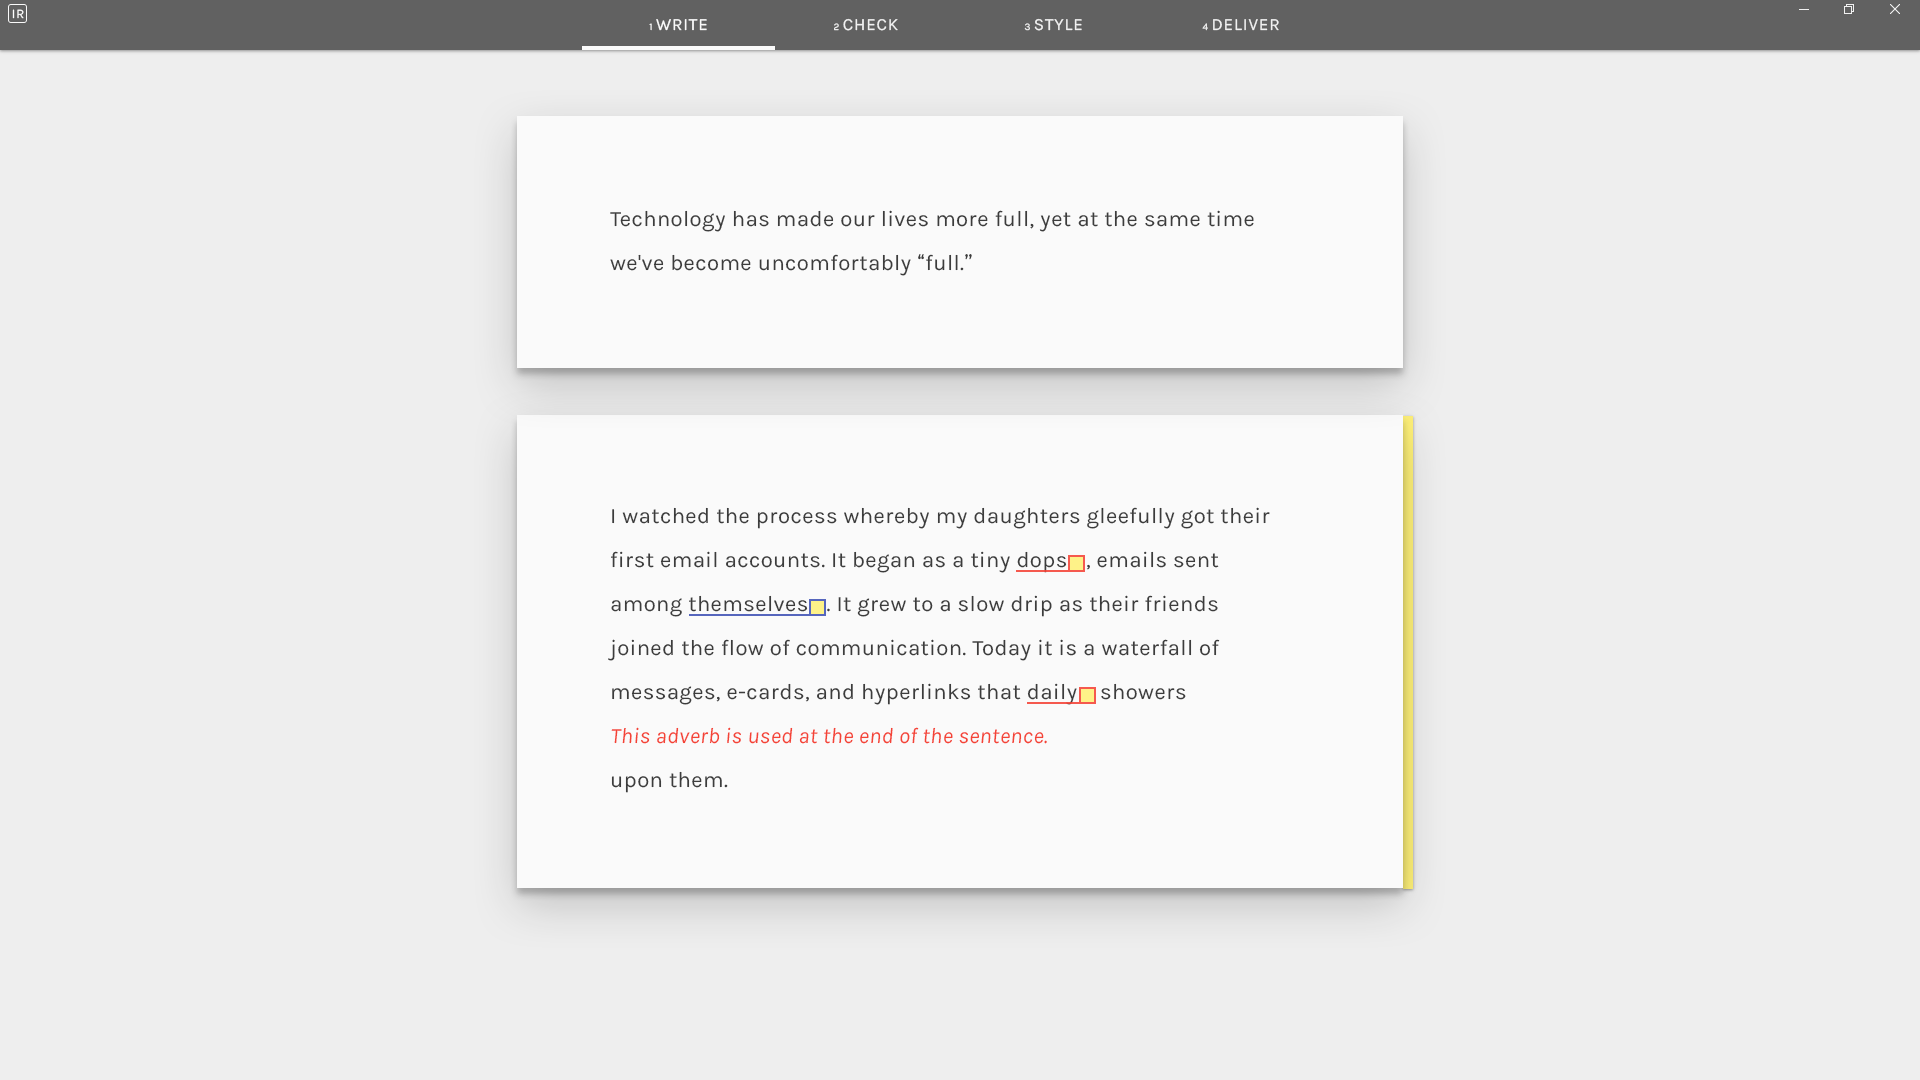 IR
1 WRITE
2 CHECK
3 STYLE
4 DELIVER
Technology has made our lives more full, yet at the same time
we've become uncomfortably “full.”
I watched the process whereby my daughters gleefully got their
first email accounts. It began as a tiny dops, emails sent
among themselves. It grew to a slow drip as their friends
joined the flow of communication. Today it is a waterfall of
messages, e-cards, and hyperlinks that daily showers
This adverb is used at the end of the sentence.
upon them.